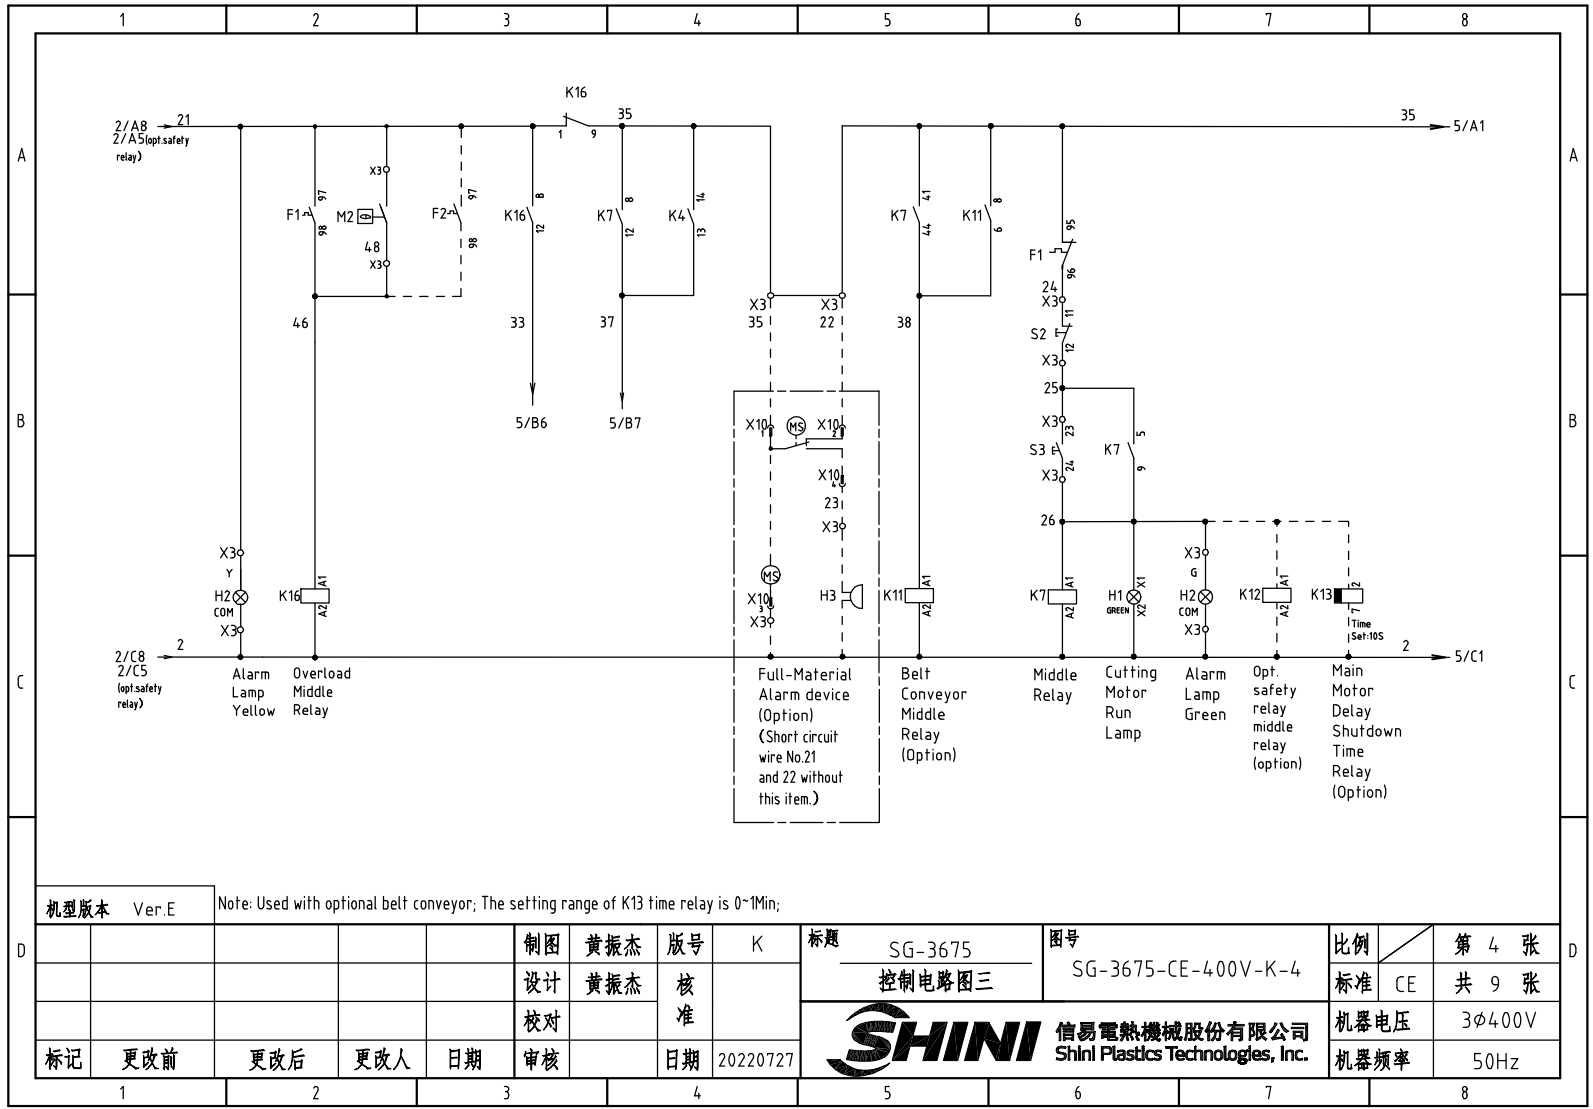 1 2 3 4 5 6 7 8
A
A
B
B
C
C
D
D
2/A8
21
2/A5(opt.safety
relay)
K16
1
9
35
35
5/A1
X3
F1
97
98
M2
48
X3
F2
97
98
K16
8
12
K7
8
12
K4
14
13
K7
41
44
K11
8
6
F1
95
96
24
X3
S2
11
12
X3
25
X3
S3
23
24
X3
K7
5
9
26
46
33
37
X3
35
X3
22
38
5/B6
5/B7
X10
1
MS
X10
2
X10
4
23
X3
MS
X10
3
X3
H3
X3
Y
H2
COM
X3
K16
A1
A2
K11
A1
A2
K7
A1
A2
H1
GREEN
X1
X2
X3
G
H2
COM
X3
K12
A1
A2
K13
2
7
Time
Set:10S
2/C8
2
2/C5
(opt.safety
relay)
2
5/C1
Alarm
Lamp
Yellow
Overload
Middle
Relay
Full-Material
Alarm device
(Option)
(Short circuit
wire No.21
and 22 without
this item.)
Belt
Conveyor
Middle
Relay
(Option)
Middle
Relay
Cutting
Motor
Run
Lamp
Alarm
Lamp
Green
Opt.
safety
relay
middle
relay
(option)
Main
Motor
Delay
Shutdown
Time
Relay
(Option)
机型版本 Ver.E
Note: Used with optional belt conveyor; The setting range of K13 time relay is 0~1Min;
制图 黄振杰 版号 K
设计 黄振杰 核准
校对
标记 更改前 更改后 更改人 日期 审核 日期 20220727
标题
SG-3675
控制电路图三
图号
SG-3675-CE-400V-K-4
比例 第 4 张
标准 CE 共 9 张
机器电压 3Φ400V
机器频率 50Hz
SHINI
信易電熱機械股份有限公司
Shini Plastics Technologies, Inc.
1 2 3 4 5 6 7 8